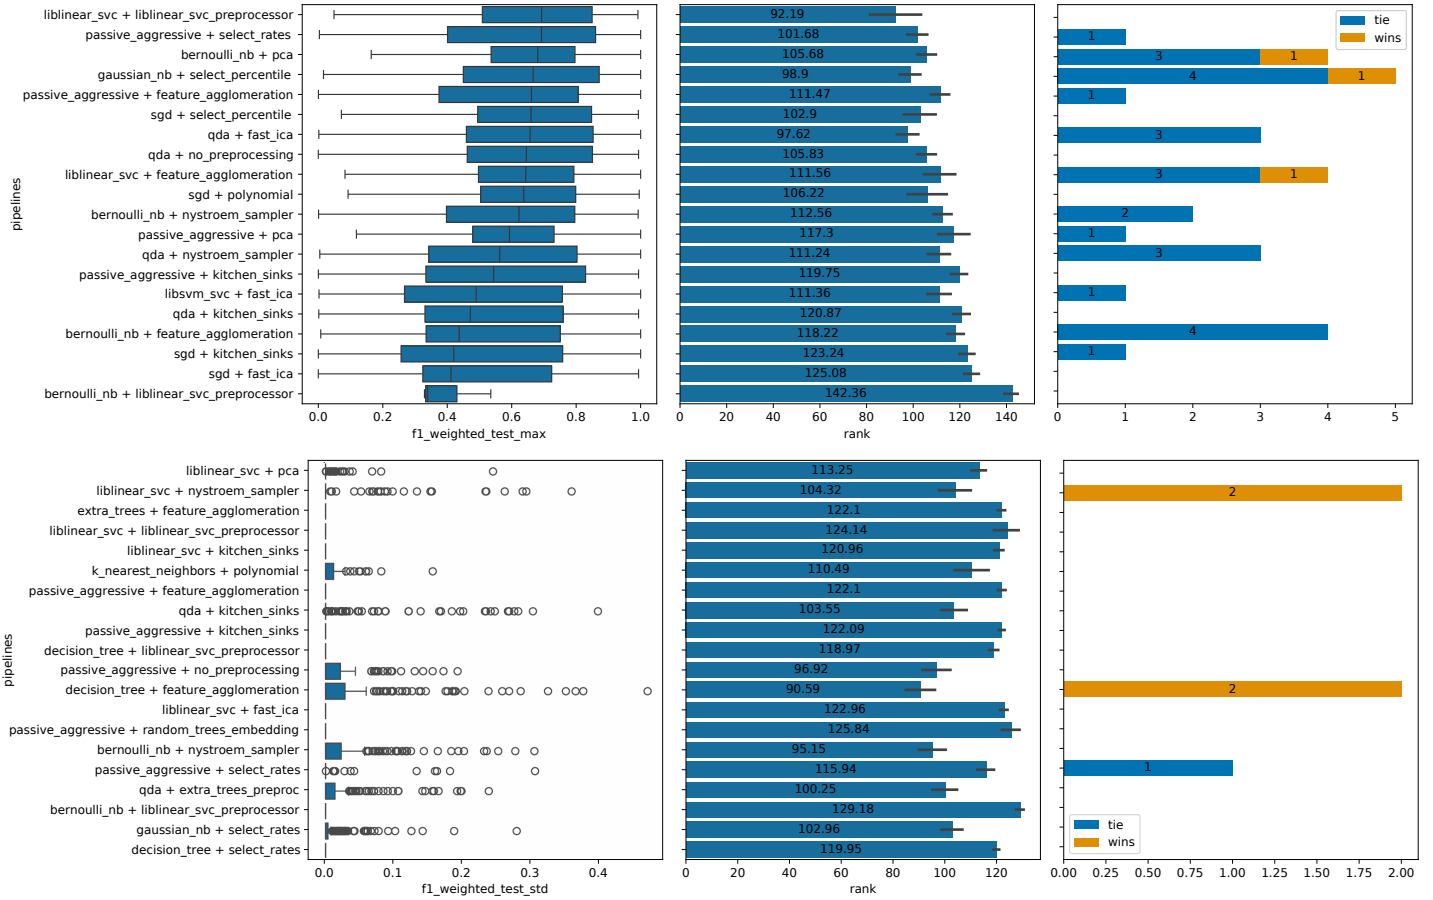 liblinear_svc + liblinear_svc_preprocessor 92.19
passive_aggressive + select_rates 101.68 1
bernoulli_nb + pca 105.68 3 1
gaussian_nb + select_percentile 98.9 4 1
passive_aggressive + feature_agglomeration 111.47 1
sgd + select_percentile 102.9
qda + fast_ica 97.62 3
qda + no_preprocessing 105.83
liblinear_svc + feature_agglomeration 111.56 3 1
sgd + polynomial 106.22
bernoulli_nb + nystroem_sampler 112.56 2
passive_aggressive + pca 117.3 1
qda + nystroem_sampler 111.24 3
passive_aggressive + kitchen_sinks 119.75
libsvm_svc + fast_ica 111.36 1
qda + kitchen_sinks 120.87
bernoulli_nb + feature_agglomeration 118.22 4
sgd + kitchen_sinks 123.24 1
sgd + fast_ica 125.08
bernoulli_nb + liblinear_svc_preprocessor 142.36
pipelines
tie
wins
0.0 0.2 0.4 0.6 0.8 1.0
f1_weighted_test_max
0 20 40 60 80 100 120 140
rank
0 1 2 3 4 5
liblinear_svc + pca 113.25
liblinear_svc + nystroem_sampler 104.32 2
extra_trees + feature_agglomeration 122.1
liblinear_svc + liblinear_svc_preprocessor 124.14
liblinear_svc + kitchen_sinks 120.96
k_nearest_neighbors + polynomial 110.49
passive_aggressive + feature_agglomeration 122.1
qda + kitchen_sinks 103.55
passive_aggressive + kitchen_sinks 122.09
decision_tree + liblinear_svc_preprocessor 118.97
passive_aggressive + no_preprocessing 96.92
decision_tree + feature_agglomeration 90.59 2
liblinear_svc + fast_ica 122.96
passive_aggressive + random_trees_embedding 125.84
bernoulli_nb + nystroem_sampler 95.15
passive_aggressive + select_rates 115.94 1
qda + extra_trees_preproc 100.25
bernoulli_nb + liblinear_svc_preprocessor 129.18
gaussian_nb + select_rates 102.96
decision_tree + select_rates 119.95
pipelines
tie
wins
0.0 0.1 0.2 0.3 0.4
f1_weighted_test_std
0 20 40 60 80 100 120
rank
0.00 0.25 0.50 0.75 1.00 1.25 1.50 1.75 2.00